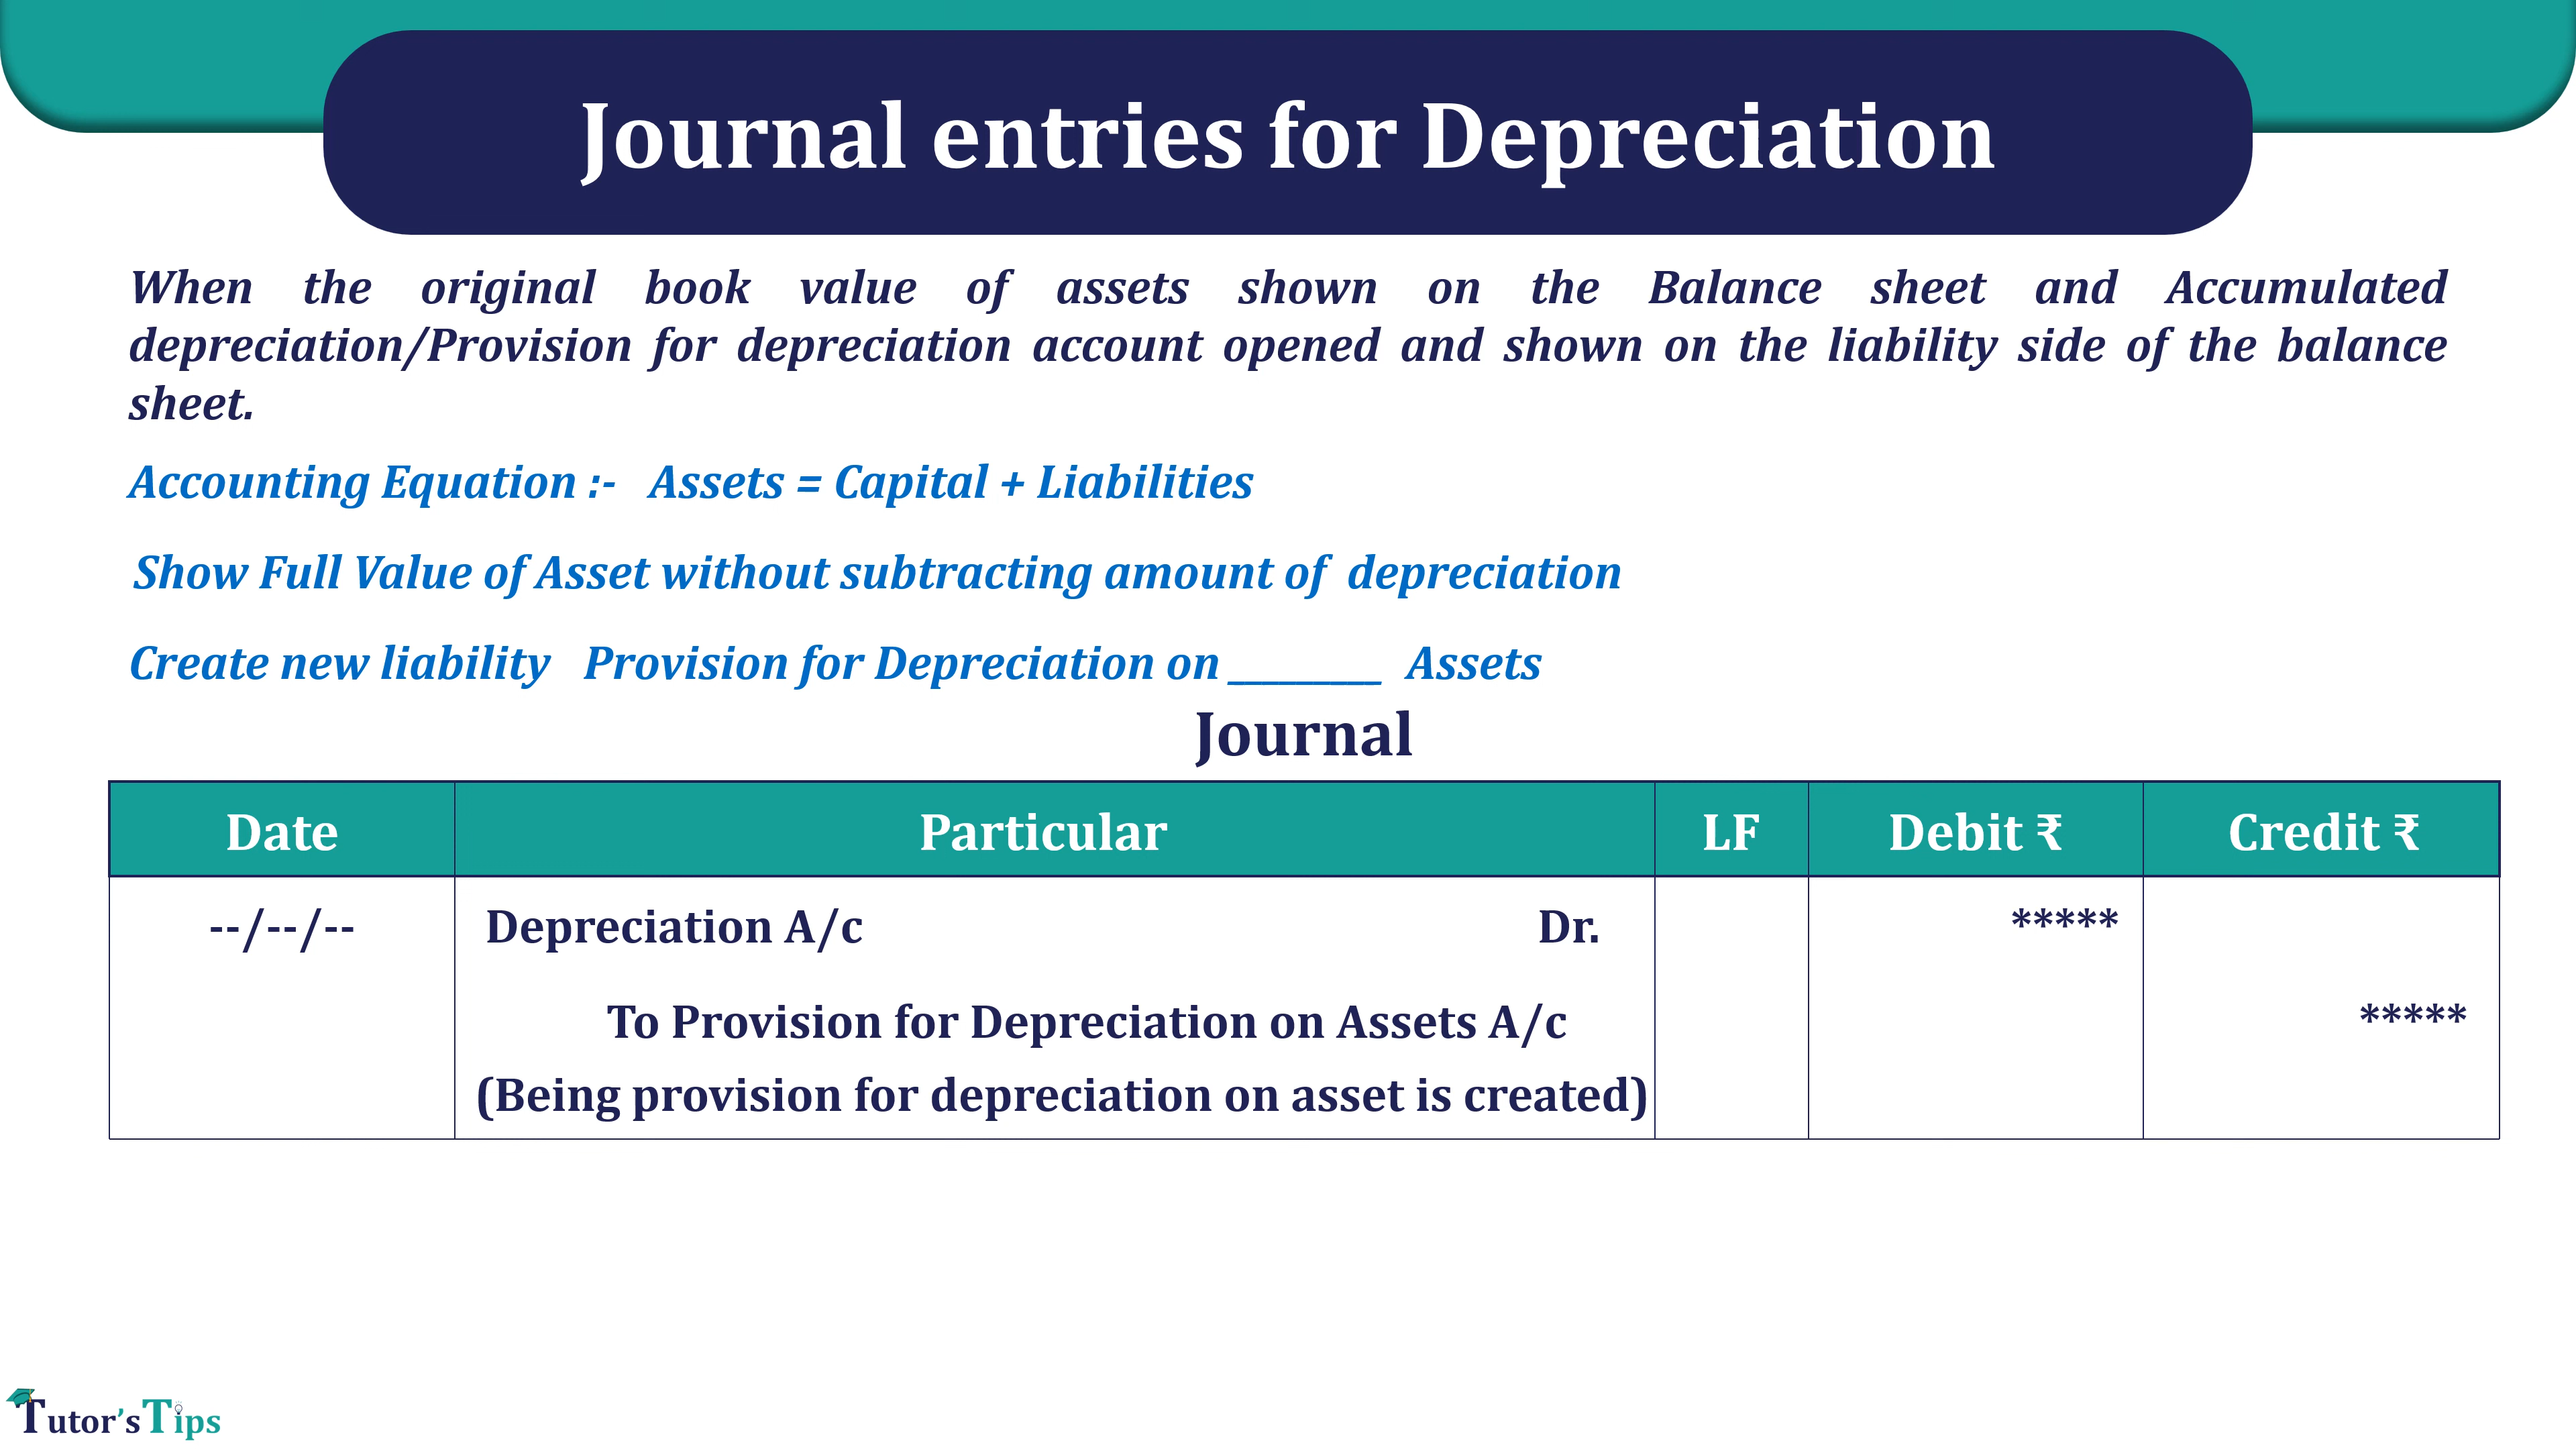 Journal entries for Depreciation
When the original book value of assets shown on the Balance sheet and Accumulated
depreciation/Provision for depreciation account opened and shown on the liability side of the balance
sheet.
Accounting Equation :- Assets = Capital + Liabilities
Show Full Value of Asset without subtracting amount of depreciation
Create new liability Provision for Depreciation on _________ Assets
Journal
Date Particular LF Debit ₹ Credit ₹
--/--/-- Depreciation A/c Dr. *****
To Provision for Depreciation on Assets A/c *****
(Being provision for depreciation on asset is created)
Tutor'sTips